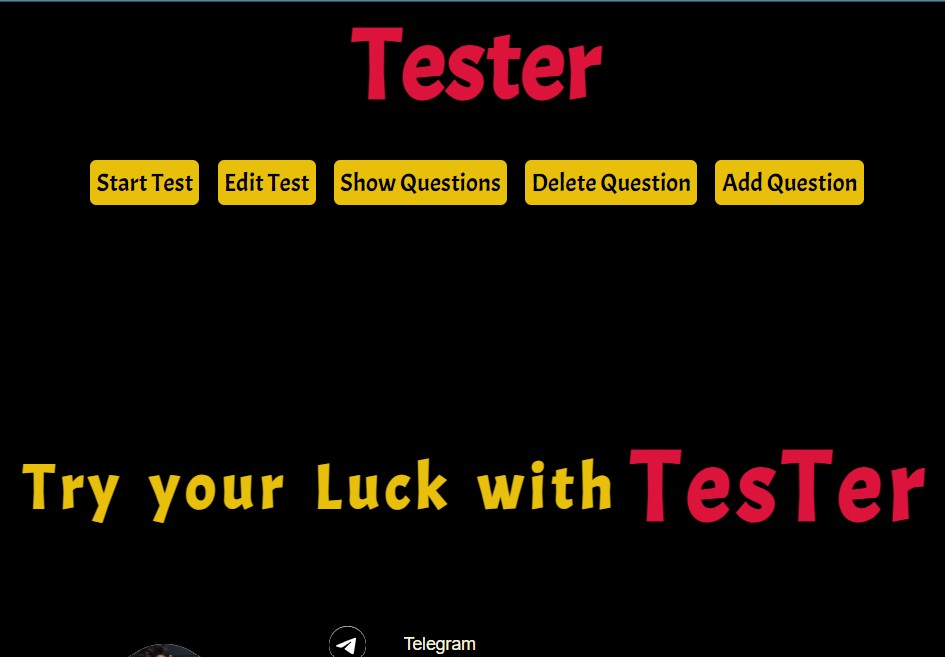 Tester
Start Test Edit Test Show Questions Delete Question Add Question
Try your Luck with TesTer
Telegram